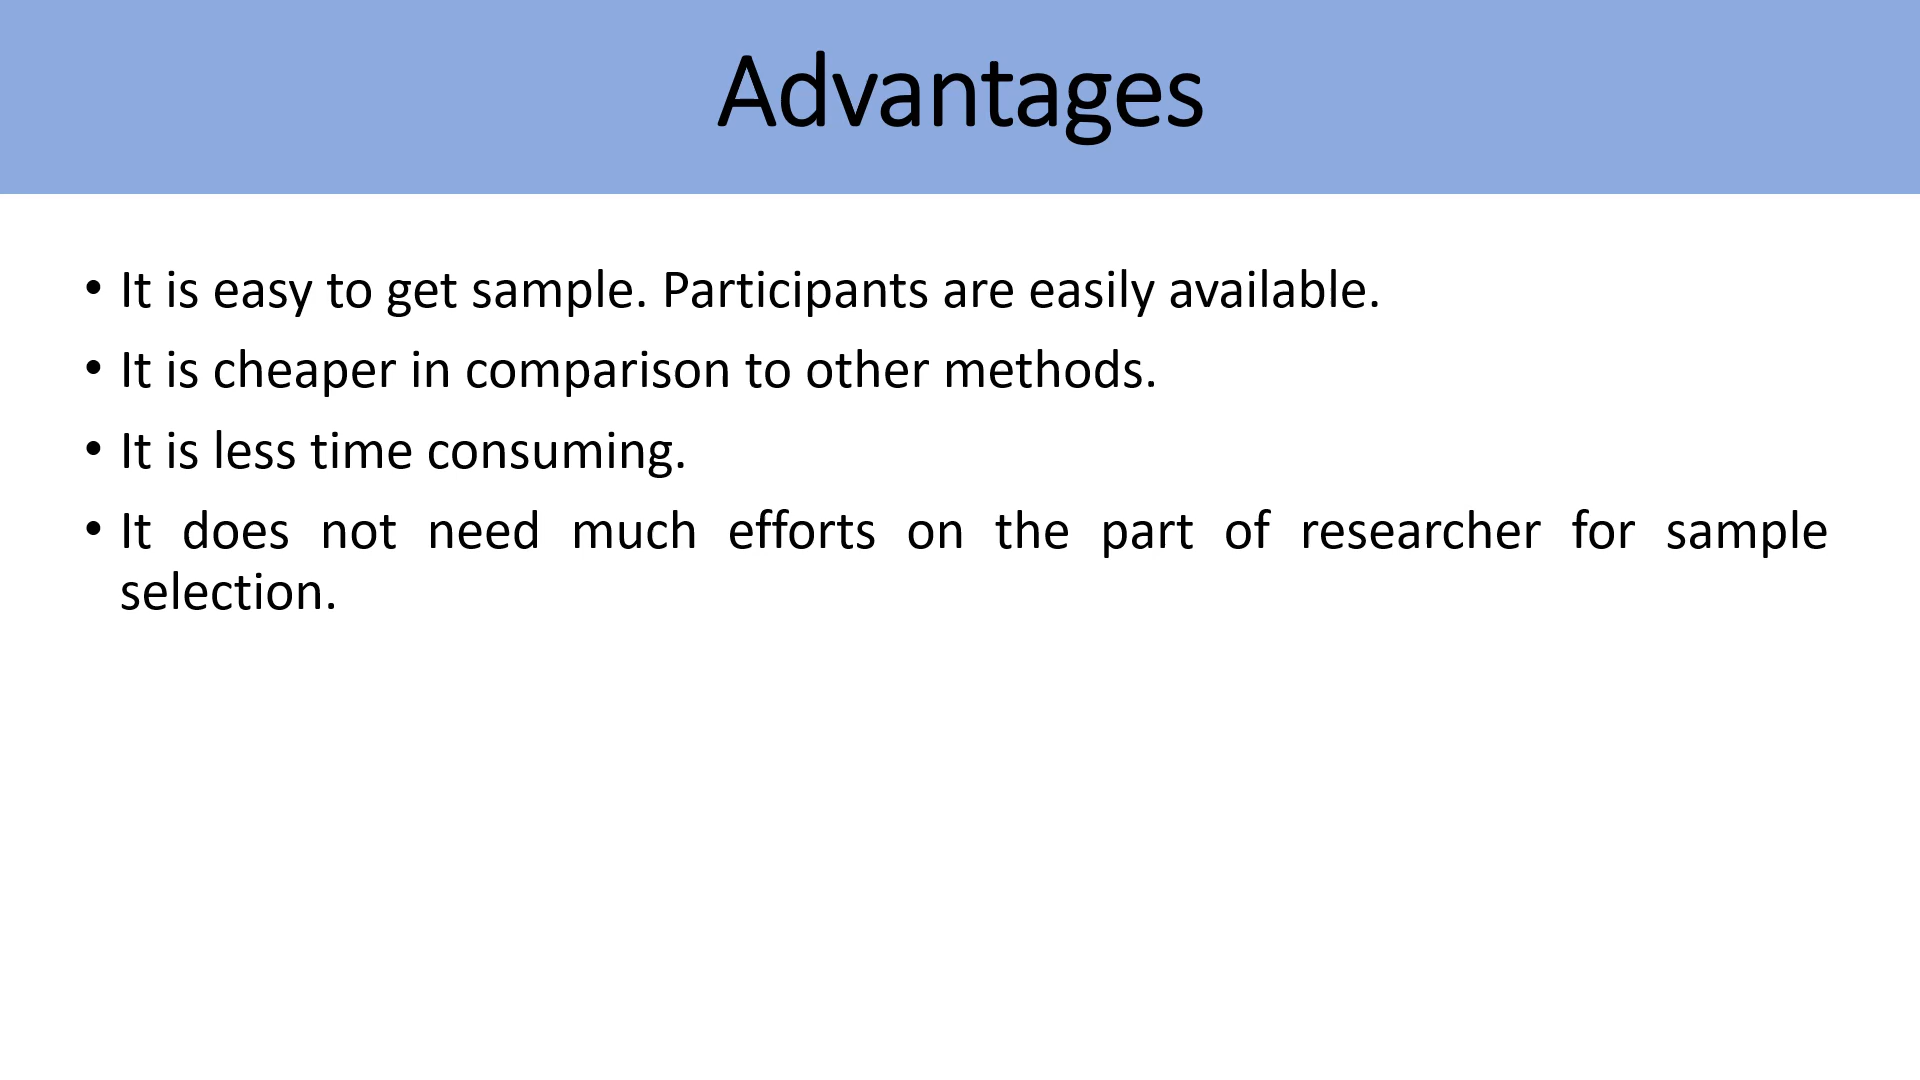 Advantages
• It is easy to get sample. Participants are easily available.
• It is cheaper in comparison to other methods.
• It is less time consuming.
• It does not need much efforts on the part of researcher for sample
selection.